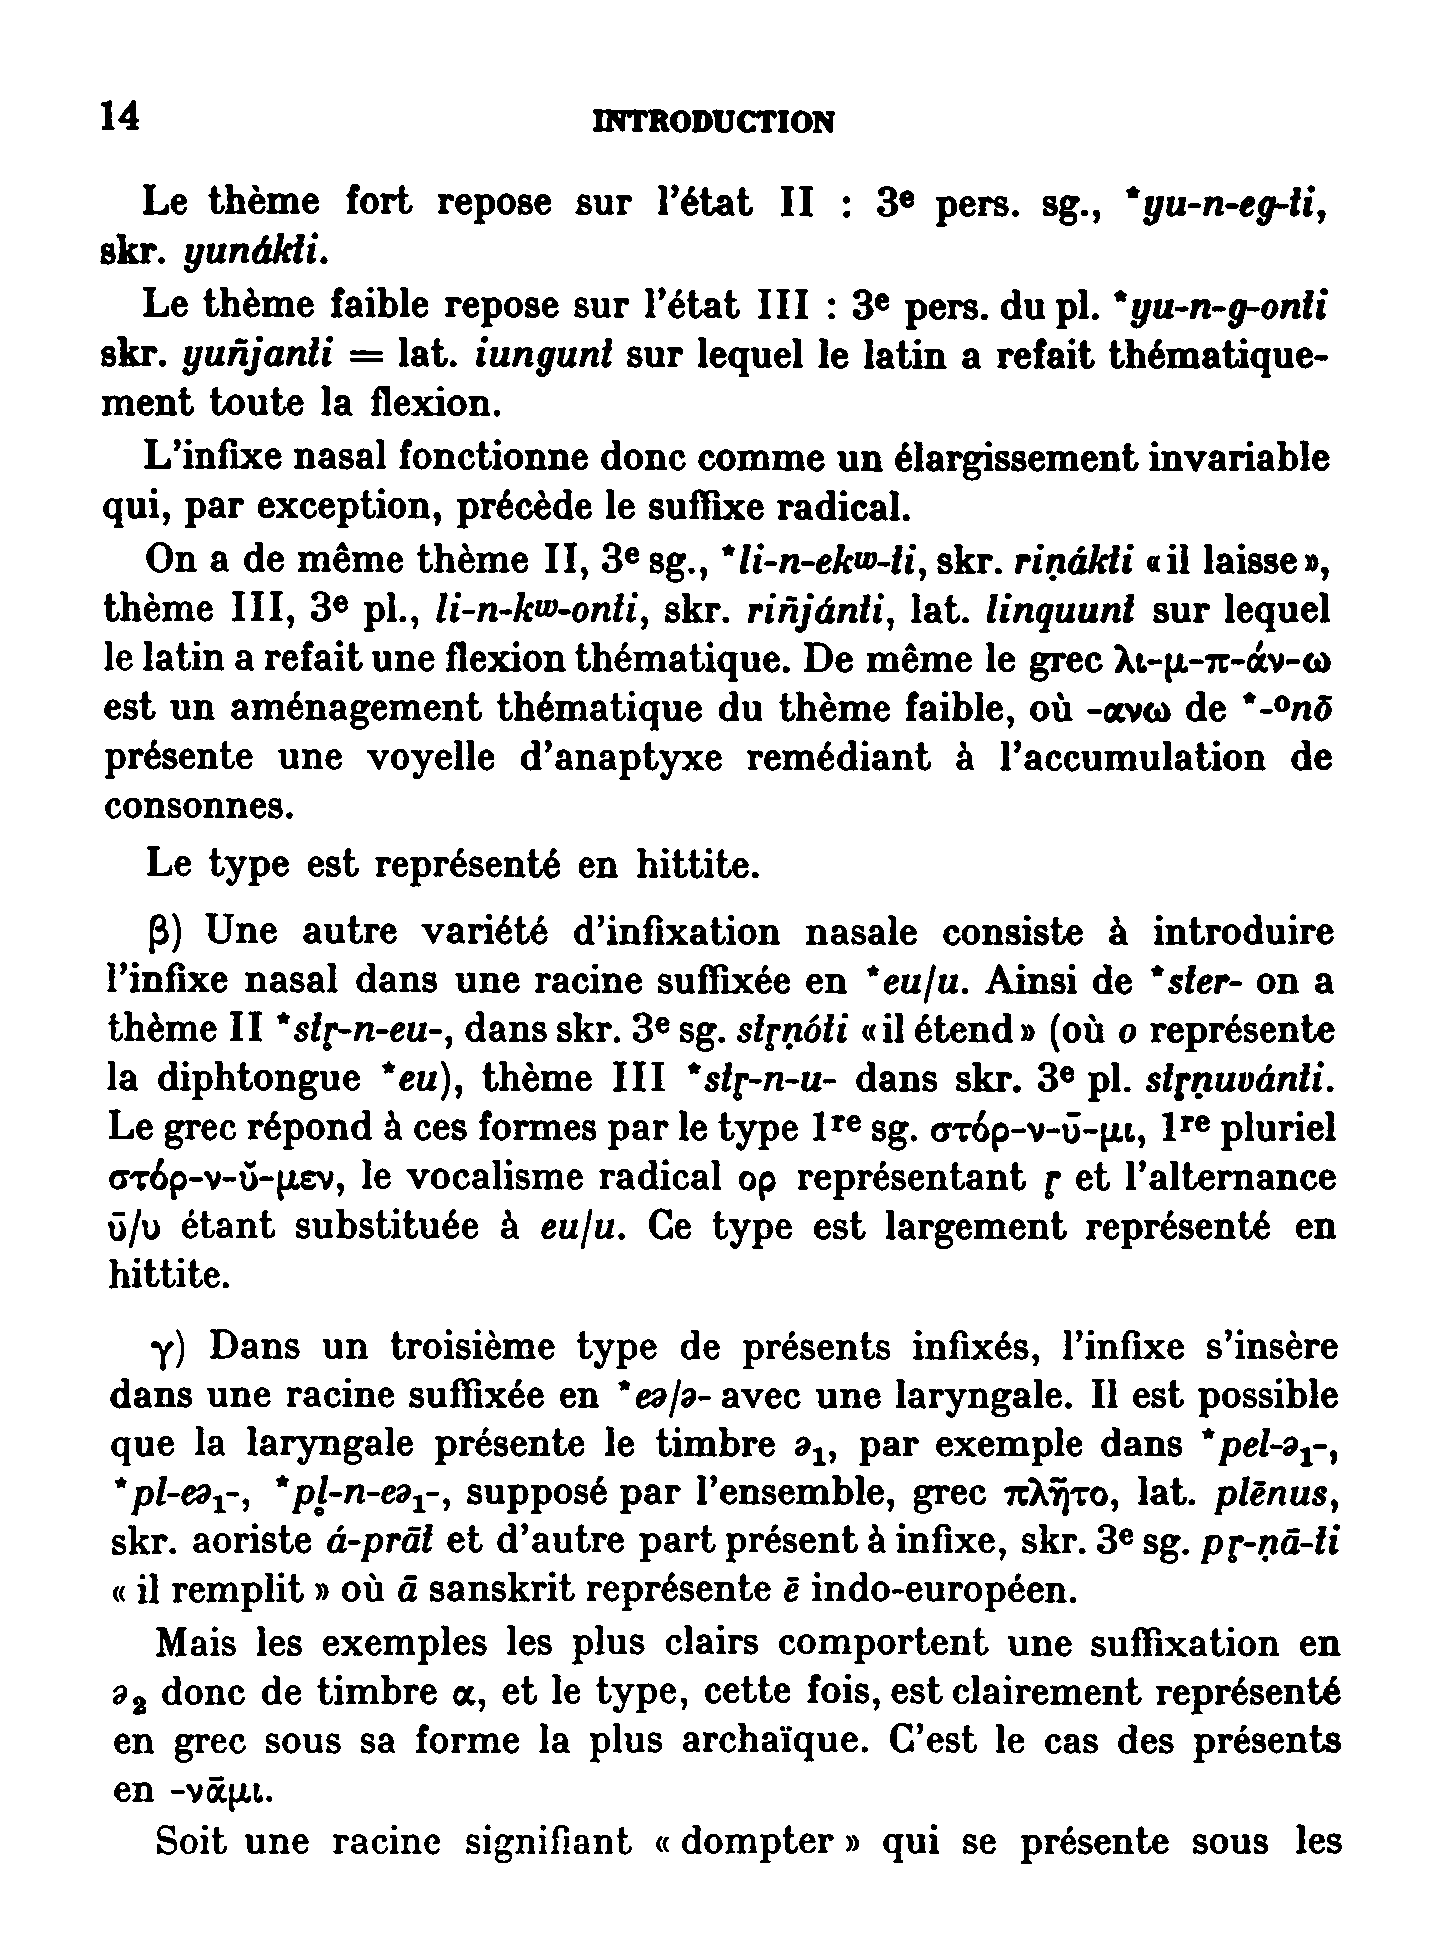 14 INTRODUCTION
Le thème fort repose sur l'état II : 3ᵉ pers. sg., *yu-n-eg-ti,
skr. yunákti.
Le thème faible repose sur l'état III : 3ᵉ pers. du pl. *yu-n-g-onti
skr. yuñjanti = lat. iungunt sur lequel le latin a refait thématique-
ment toute la flexion.
L'infixe nasal fonctionne donc comme un élargissement invariable
qui, par exception, précède le suffixe radical.
On a de même thème II, 3ᵉ sg., *li-n-ekʷ-ti, skr. riṇákti «il laisse»,
thème III, 3ᵉ pl., li-n-kʷ-onti, skr. riñjánti, lat. linquunt sur lequel
le latin a refait une flexion thématique. De même le grec λι-μ-π-άν-ω
est un aménagement thématique du thème faible, où -ανω de *-ᵒnō
présente une voyelle d'anaptyxe remédiant à l'accumulation de
consonnes.
Le type est représenté en hittite.
β) Une autre variété d'infixation nasale consiste à introduire
l'infixe nasal dans une racine suffixée en *eu/u. Ainsi de *ster- on a
thème II *str̥-n-eu-, dans skr. 3ᵉ sg. str̥ṇóti «il étend» (où o représente
la diphtongue *eu), thème III *str̥-n-u- dans skr. 3ᵉ pl. str̥ṇuvánti.
Le grec répond à ces formes par le type 1ʳᵉ sg. στόρ-ν-ῡ-μι, 1ʳᵉ pluriel
στόρ-ν-ῠ-μεν, le vocalisme radical ορ représentant r̥ et l'alternance
ῡ/υ étant substituée à eu/u. Ce type est largement représenté en
hittite.
γ) Dans un troisième type de présents infixés, l'infixe s'insère
dans une racine suffixée en *eə/ə- avec une laryngale. Il est possible
que la laryngale présente le timbre ə₁, par exemple dans *pel-ə₁-,
*pl-eə₁-, *pl̥-n-eə₁-, supposé par l'ensemble, grec πλῆτο, lat. plēnus,
skr. aoriste á-prāt et d'autre part présent à infixe, skr. 3ᵉ sg. pr̥-ṇā-ti
« il remplit » où ā sanskrit représente ē indo-européen.
Mais les exemples les plus clairs comportent une suffixation en
ə₂ donc de timbre α, et le type, cette fois, est clairement représenté
en grec sous sa forme la plus archaïque. C'est le cas des présents
en -νᾱμι.
Soit une racine signifiant « dompter » qui se présente sous les